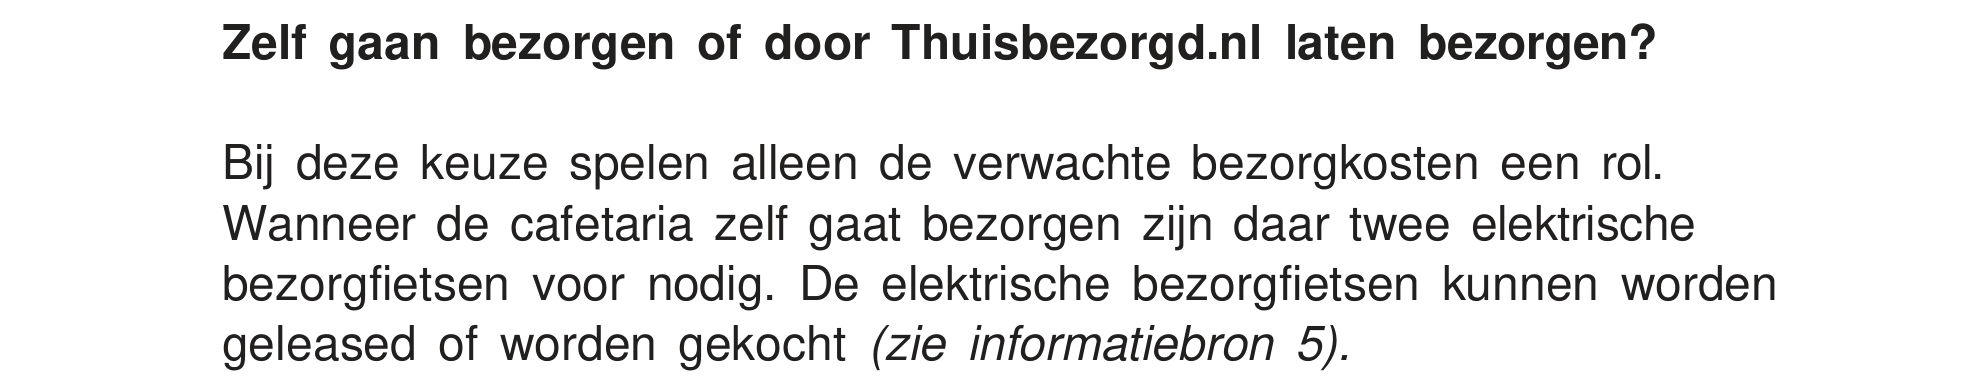 Zelf gaan bezorgen of door Thuisbezorgd.nl laten bezorgen?
Bij deze keuze spelen alleen de verwachte bezorgkosten een rol.
Wanneer de cafetaria zelf gaat bezorgen zijn daar twee elektrische
bezorgfietsen voor nodig. De elektrische bezorgfietsen kunnen worden
geleased of worden gekocht (zie informatiebron 5).